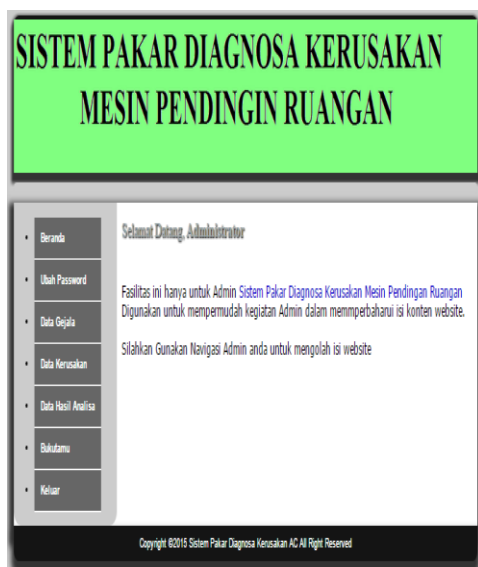 SISTEM PAKAR DIAGNOSA KERUSAKAN
MESIN PENDINGIN RUANGAN
Beranda
Ubah Password
Data Gejala
Data Kerusakan
Data Hasil Analisa
Bukutamu
Keluar
Selamat Datang, Administrator
Fasilitas ini hanya untuk Admin Sistem Pakar Diagnosa Kerusakan Mesin Pendingan Ruangan
Digunakan untuk mempermudah kegiatan Admin dalam memmperbaharui isi konten website.
Silahkan Gunakan Navigasi Admin anda untuk mengolah isi website
Copyright ©2015 Sistem Pakar Diagnosa Kerusakan AC All Right Reserved